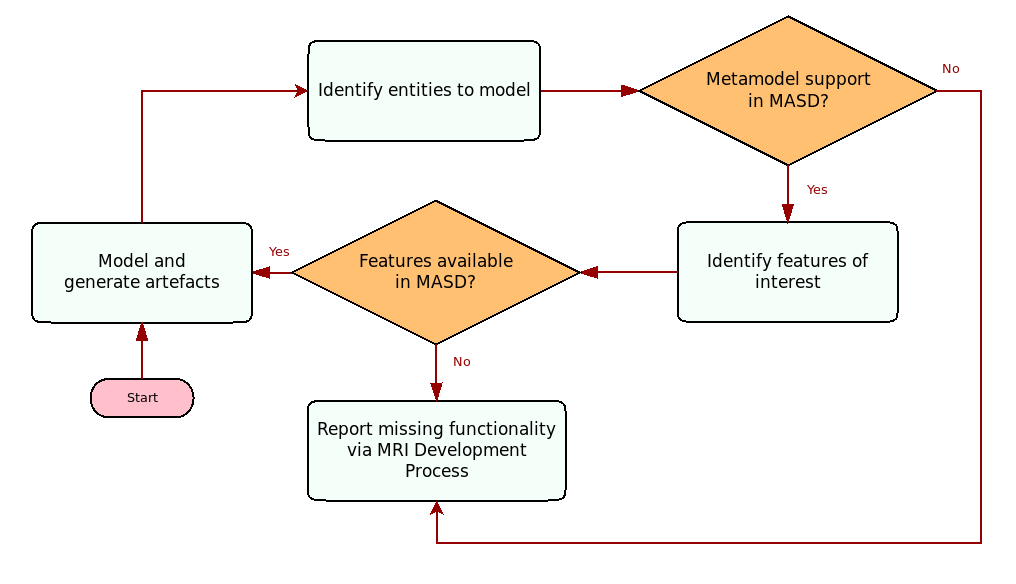 Identify entities to model
Metamodel support
in MASD?
No
Yes
Model and
generate artefacts
Yes
Features available
in MASD?
Identify features of
interest
No
Start
Report missing functionality
via MRI Development
Process